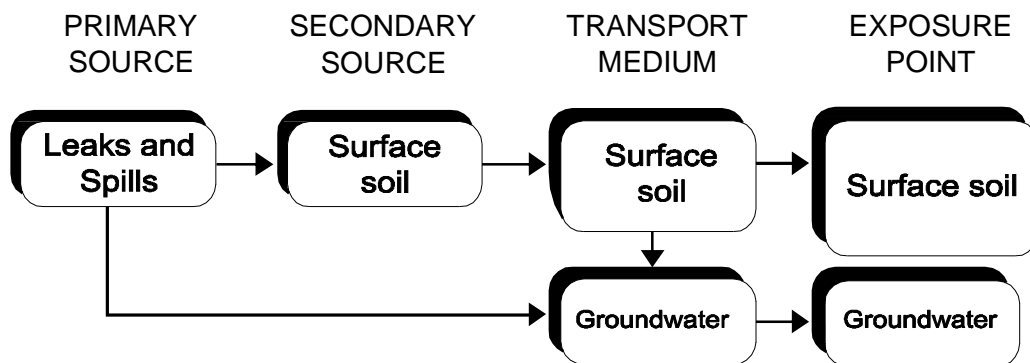 PRIMARY
SOURCE
SECONDARY
SOURCE
TRANSPORT
MEDIUM
EXPOSURE
POINT
Leaks and
Spills
Surface
soil
Surface
soil
Surface soil
Groundwater
Groundwater